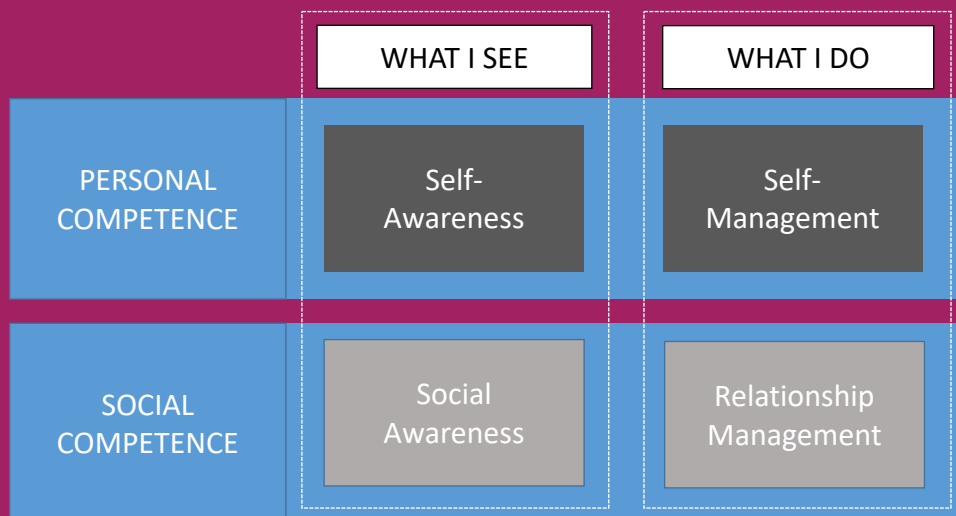 WHAT I SEE
WHAT I DO
PERSONAL
COMPETENCE
Self-
Awareness
Self-
Management
SOCIAL
COMPETENCE
Social
Awareness
Relationship
Management